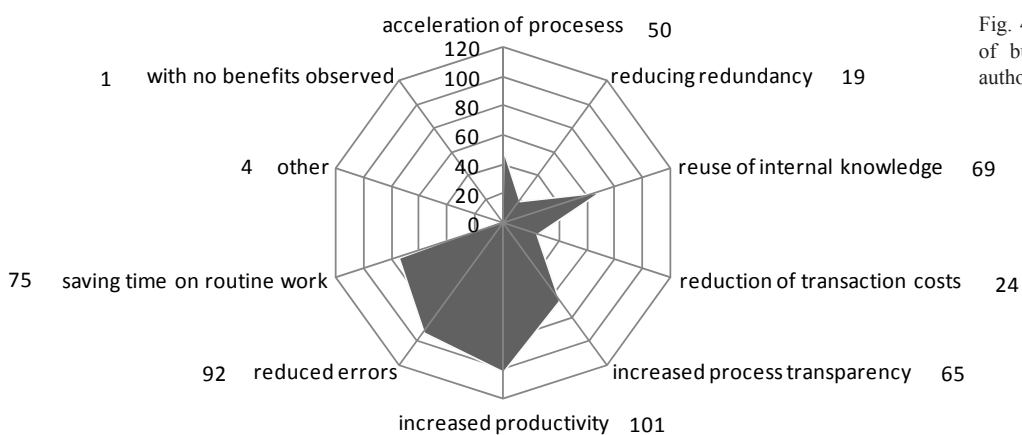 acceleration of procesess 50
Fig. 4
of b
autho
120
1 with no benefits observed
reducing redundancy 19
100
80
60
4 other
reuse of internal knowledge 69
40
20
0
75 saving time on routine work
reduction of transaction costs 24
92 reduced errors
increased process transparency 65
increased productivity 101